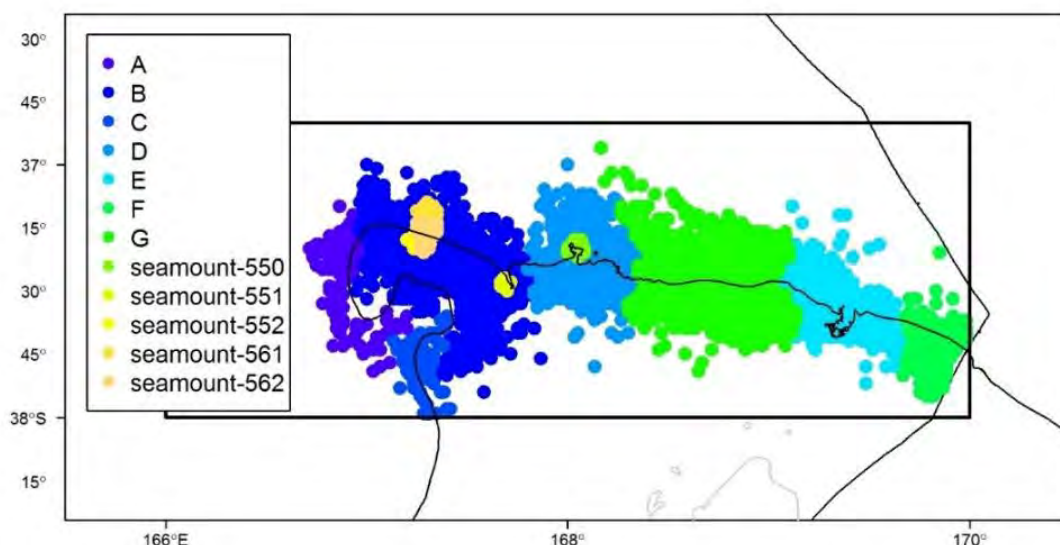 30°
45°
37°
15°
30°
45°
38°S
15°
A
B
C
D
E
F
G
seamount-550
seamount-551
seamount-552
seamount-561
seamount-562
166°E
168°
170°